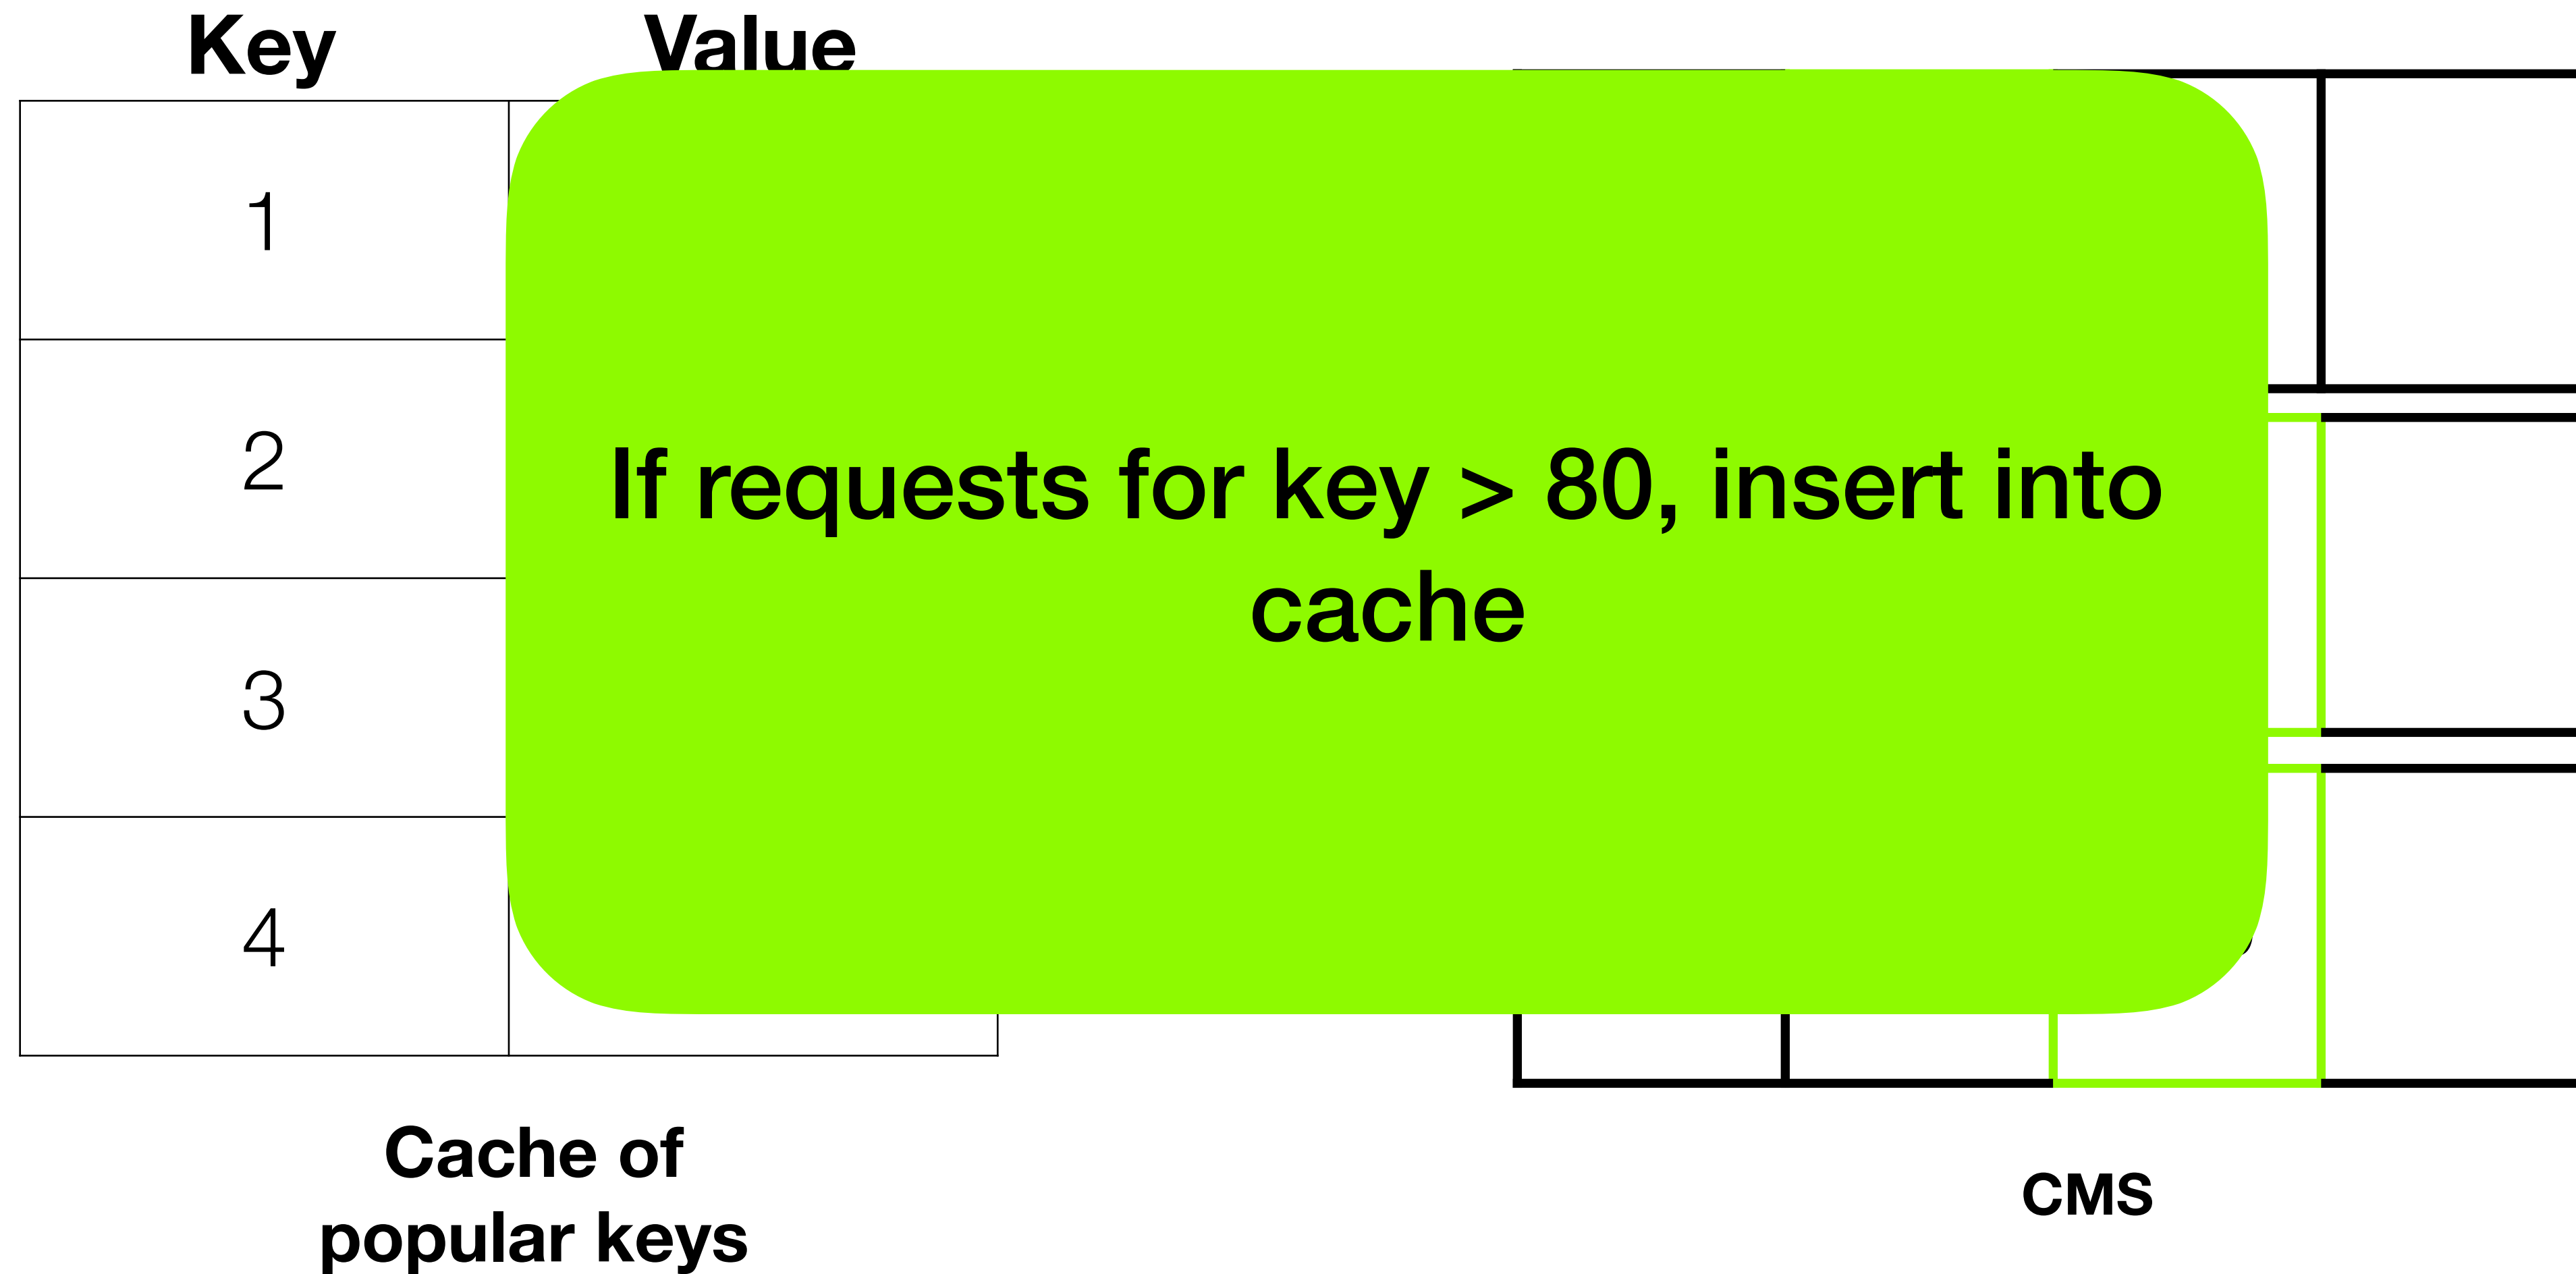 Key Value
1
2
3
4
If requests for key > 80, insert into
cache
Cache of
popular keys
CMS